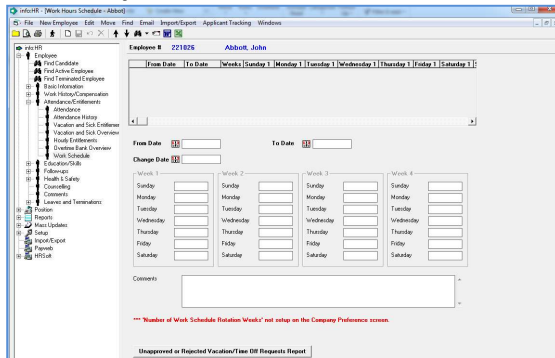 info:HR - [Work Hours Schedule - Abbot]
File New Employee Edit Move Find Email Import/Export Applicant Tracking Windows
info:HR
Employee
Find Candidate
Find Active Employee
Find Terminated Employee
Basic Information
Work History/Compensation
Attendance/Entitlements
Attendance
Attendance History
Vacation and Sick Entitlemen
Vacation and Sick Overview
Hourly Entitlements
Overtime Bank Overview
Work Schedule
Education/Skills
Follow-ups
Health & Safety
Counselling
Comments
Leaves and Terminations
Position
Reports
Mass Updates
Setup
Import/Export
Payweb
HRSoft
Employee # 221026 Abbott, John
From Date To Date Weeks Sunday 1 Monday 1 Tuesday 1 Wednesday 1 Thursday 1 Friday 1 Saturday 1
From Date To Date
Change Date
Week 1 Week 2 Week 3 Week 4
Sunday Sunday Sunday Sunday
Monday Monday Monday Monday
Tuesday Tuesday Tuesday Tuesday
Wednesday Wednesday Wednesday Wednesday
Thursday Thursday Thursday Thursday
Friday Friday Friday Friday
Saturday Saturday Saturday Saturday
Comments
*** 'Number of Work Schedule Rotation Weeks' not setup on the Company Preference screen.
Unapproved or Rejected Vacation/Time Off Requests Report